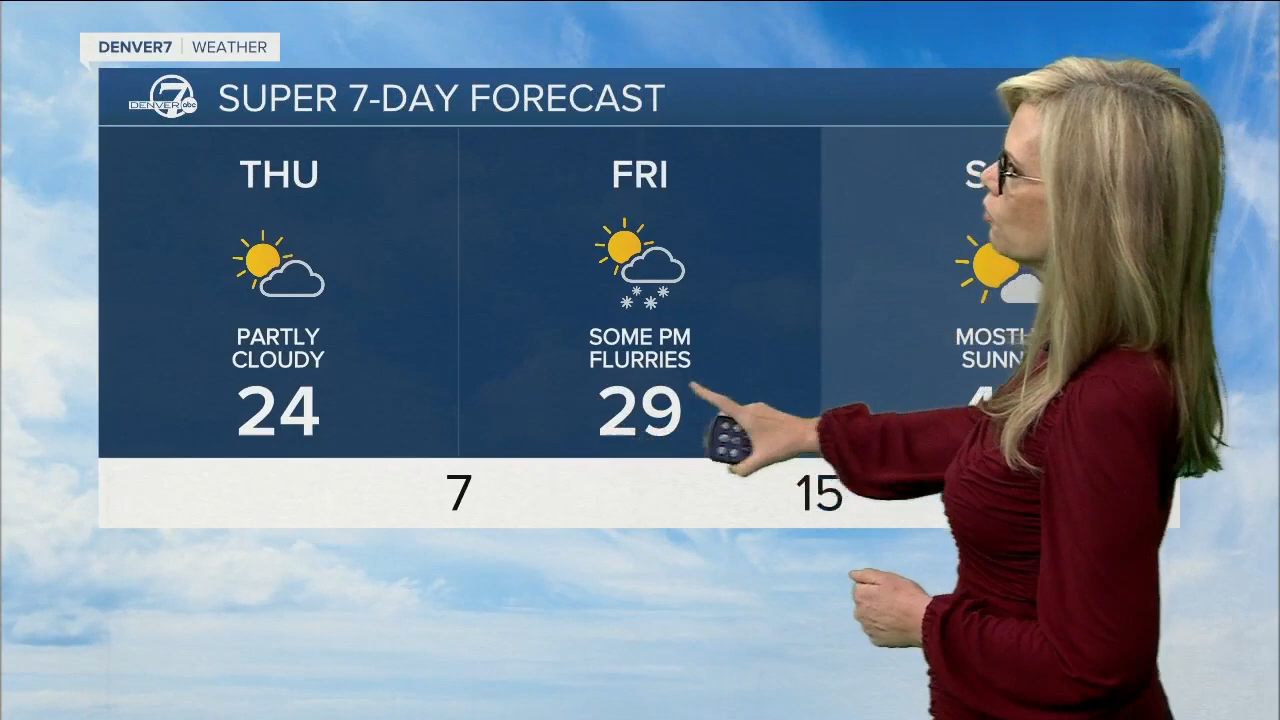 DENVER7 | WEATHER
DENVER 7 abc
SUPER 7-DAY FORECAST
THU
PARTLY
CLOUDY
24
FRI
SOME PM
FLURRIES
29
7
15